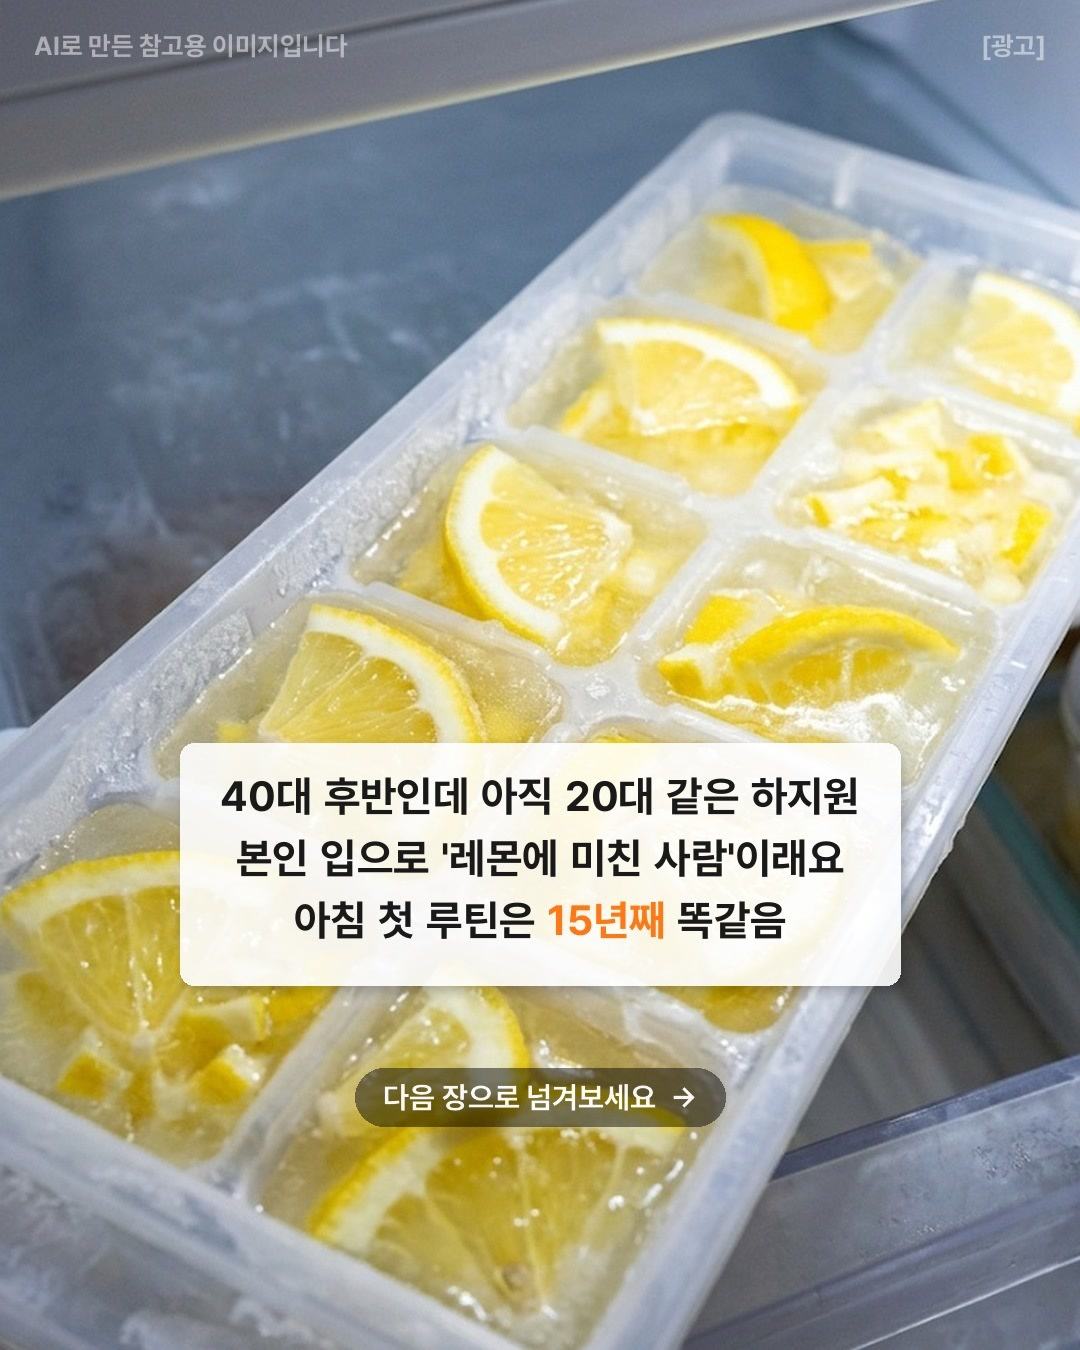 AI로 만든 참고용 이미지입니다
[광고]
40대 후반인데 아직 20대 같은 하지원
본인 입으로 '레몬에 미친 사람'이래요
아침 첫 루틴은 15년째 똑같음
다음 장으로 넘겨보세요 →